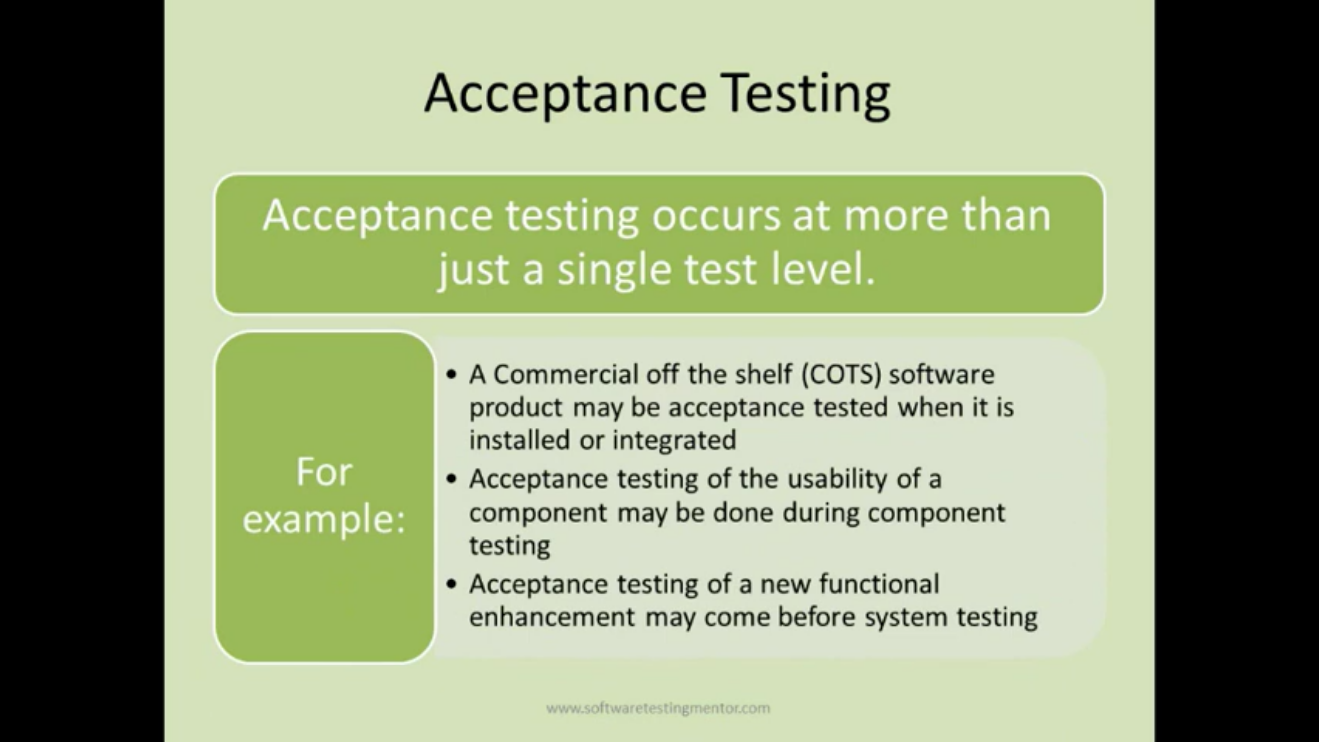 Acceptance Testing
Acceptance testing occurs at more than
just a single test level.
For
example:
• A Commercial off the shelf (COTS) software
product may be acceptance tested when it is
installed or integrated
• Acceptance testing of the usability of a
component may be done during component
testing
• Acceptance testing of a new functional
enhancement may come before system testing
www.softwaretestingmentor.com